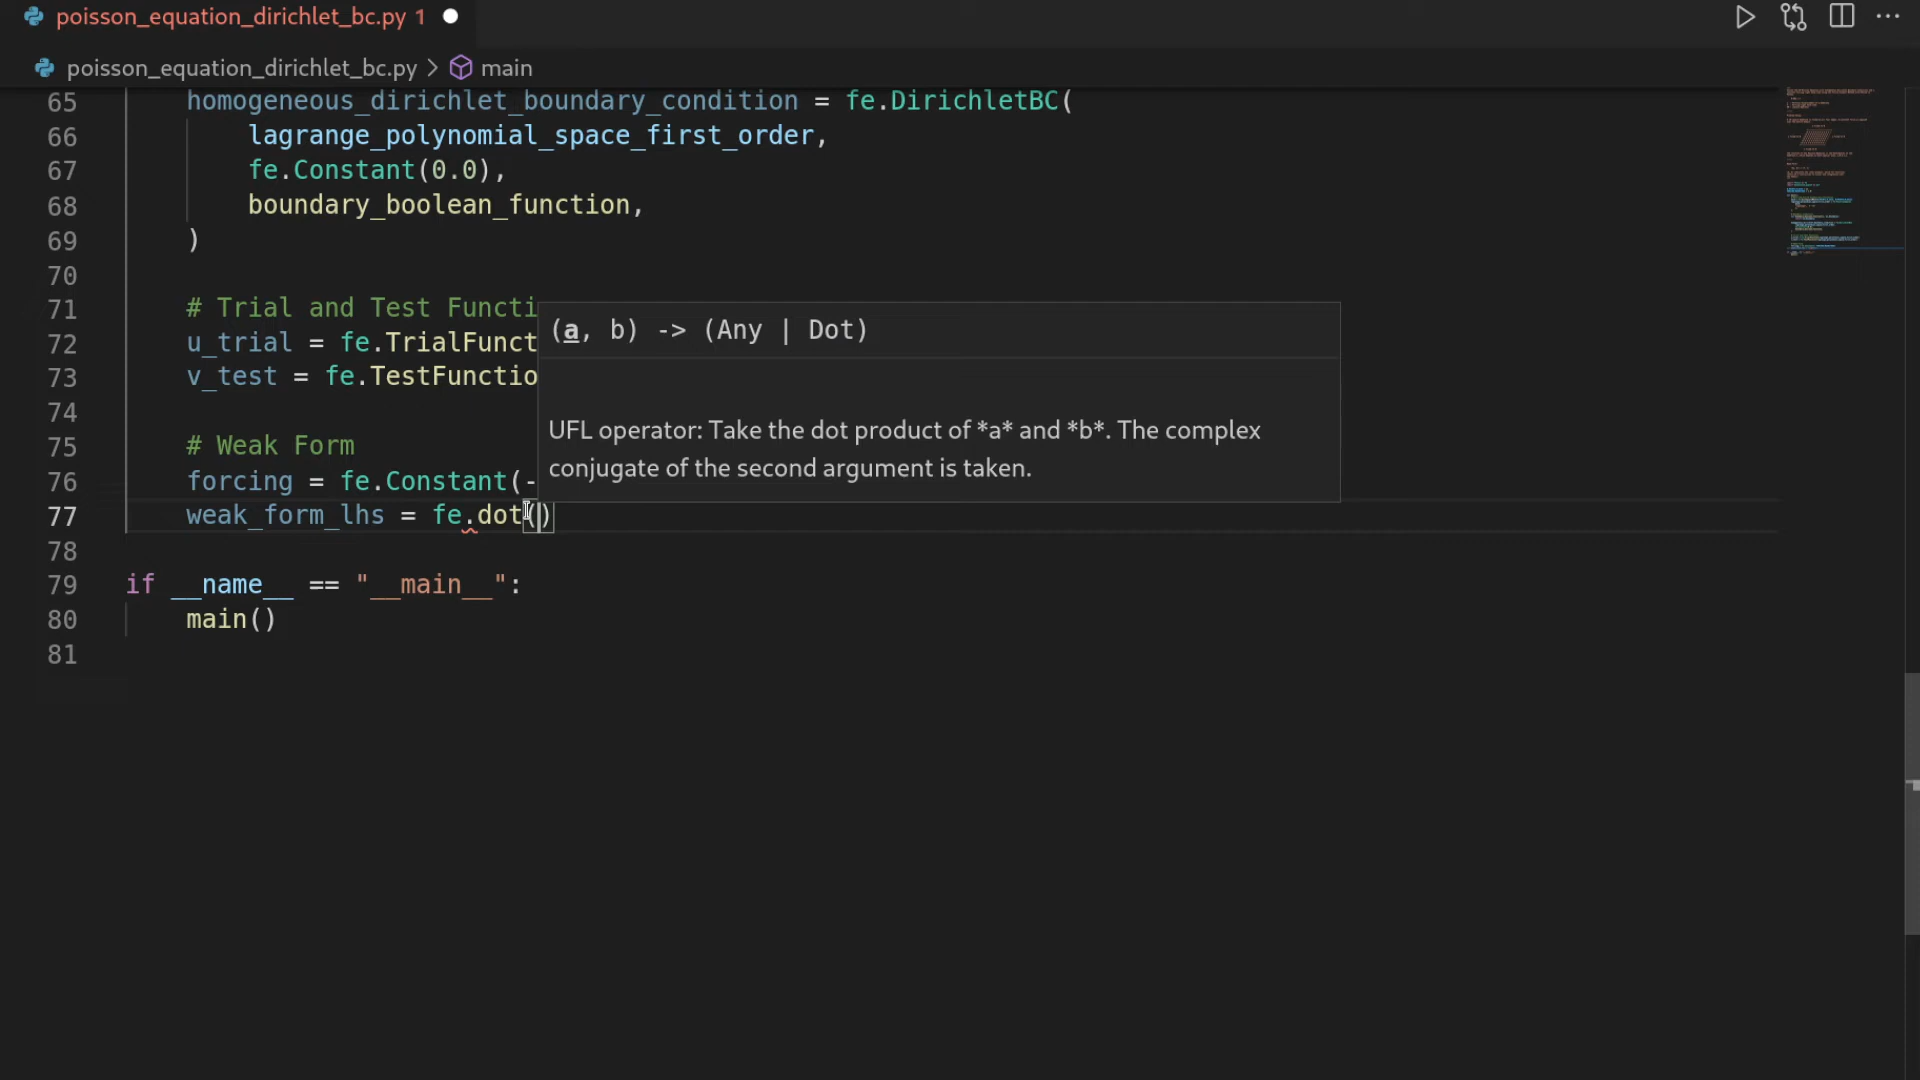 poisson_equation_dirichlet_bc.py 1
poisson_equation_dirichlet_bc.py > main
65 homogeneous_dirichlet_boundary_condition = fe.DirichletBC(
66 lagrange_polynomial_space_first_order,
67 fe.Constant(0.0),
68 boundary_boolean_function,
69 )
70
71 # Trial and Test Functi
72 u_trial = fe.TrialFunct
73 v_test = fe.TestFunctio
74
75 # Weak Form
76 forcing = fe.Constant(-
77 weak_form_lhs = fe.dot()
78
79 if __name__ == "__main__":
80 main()
81
(a, b) -> (Any | Dot)
UFL operator: Take the dot product of *a* and *b*. The complex
conjugate of the second argument is taken.